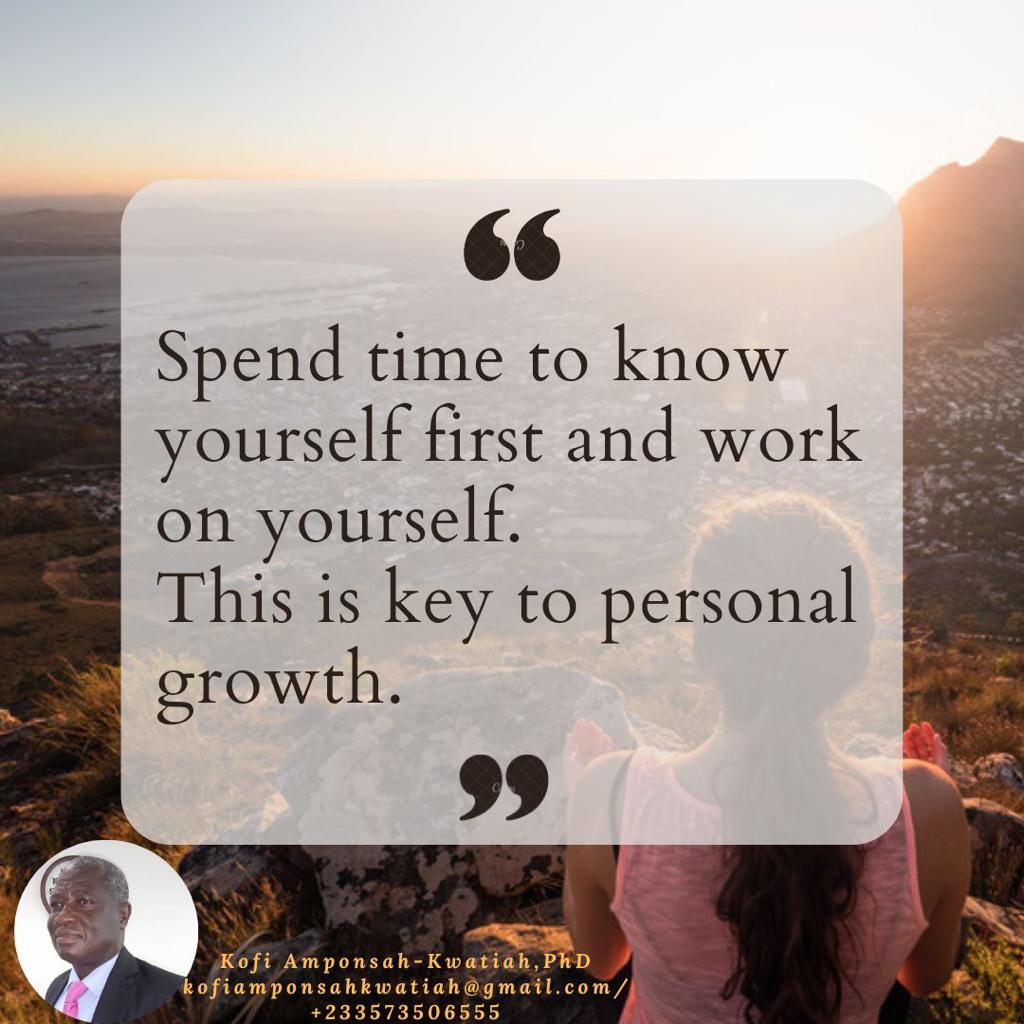 “
Spend time to know
yourself first and work
on yourself.
This is key to personal
growth.
”
Kofi Amponsah-Kwatiah,PhD
kofiamponsahkwatiah@gmail.com/
+233573506555